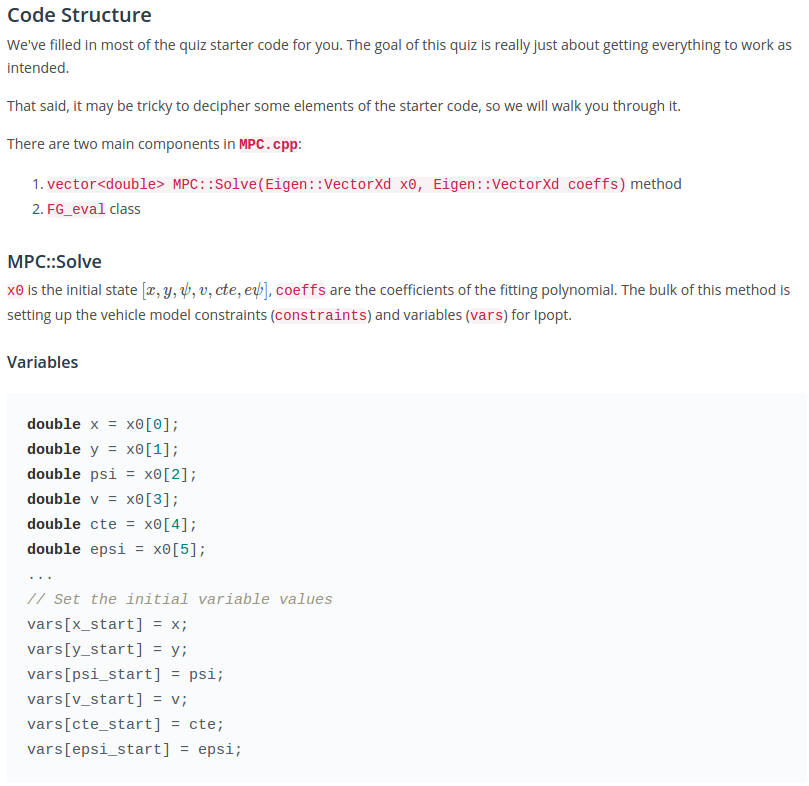 Code Structure
We've filled in most of the quiz starter code for you. The goal of this quiz is really just about getting everything to work as
intended.
That said, it may be tricky to decipher some elements of the starter code, so we will walk you through it.
There are two main components in MPC.cpp:
1. vector<double> MPC::Solve(Eigen::VectorXd x0, Eigen::VectorXd coeffs) method
2. FG_eval class
MPC::Solve
x0 is the initial state [x, y, ψ, v, cte, eψ], coeffs are the coefficients of the fitting polynomial. The bulk of this method is
setting up the vehicle model constraints (constraints) and variables (vars) for Ipopt.
Variables
double x = x0[0];
double y = x0[1];
double psi = x0[2];
double v = x0[3];
double cte = x0[4];
double epsi = x0[5];
...
// Set the initial variable values
vars[x_start] = x;
vars[y_start] = y;
vars[psi_start] = psi;
vars[v_start] = v;
vars[cte_start] = cte;
vars[epsi_start] = epsi;